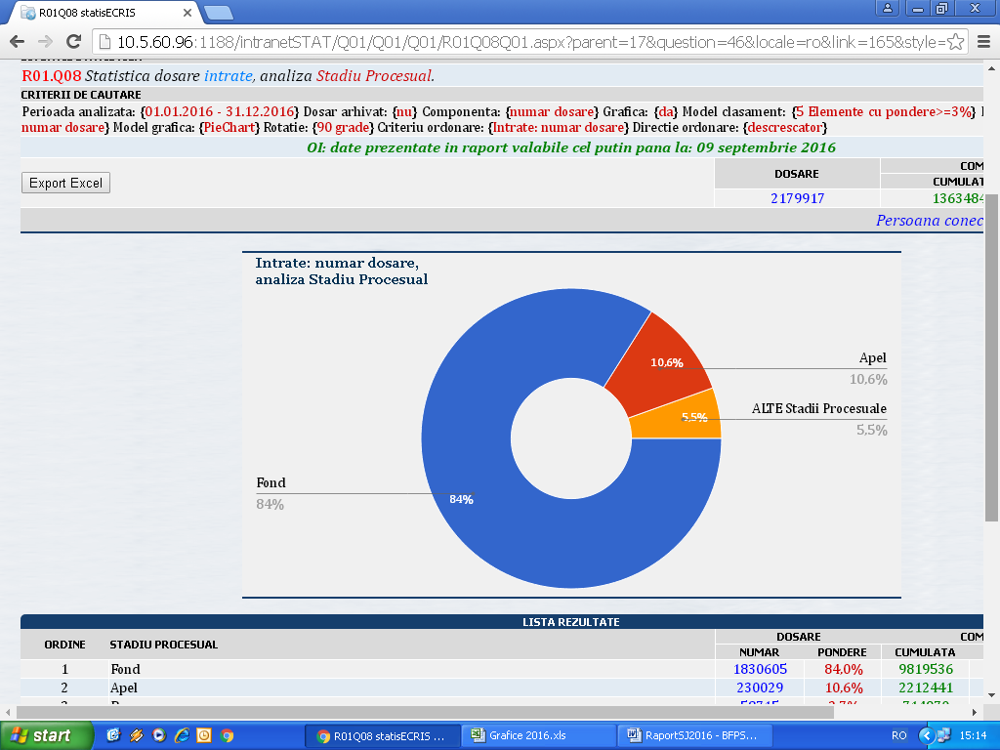 R01Q08 statisECRIS
10.5.60.96:1188/intranetSTAT/Q01/Q01/Q01/R01Q08Q01.aspx?parent=17&question=46&locale=ro&link=165&style=
R01.Q08 Statistica dosare intrate, analiza Stadiu Procesual.
CRITERII DE CAUTARE
Perioada analizata: {01.01.2016 - 31.12.2016} Dosar arhivat: {nu} Componenta: {numar dosare} Grafica: {da} Model clasament: {5 Elemente cu pondere>=3%}
numar dosare} Model grafica: {PieChart} Rotatie: {90 grade} Criteriu ordonare: {Intrate: numar dosare} Directie ordonare: {descrescator}
OI: date prezentate in raport valabile cel putin pana la: 09 septembrie 2016
Export Excel
DOSARE
COM
CUMULAT
2179917
1363484
Persoana conec
Intrate: numar dosare,
analiza Stadiu Procesual
10,6%
Apel
10,6%
5,5%
ALTE Stadii Procesuale
5,5%
Fond
84%
84%
LISTA REZULTATE
ORDINE STADIU PROCESUAL DOSARE COM
NUMAR PONDERE CUMULATA
1 Fond 1830605 84,0% 9819536
2 Apel 230029 10,6% 2212441
start
R01Q08 statisECRIS ...
Grafice 2016.xls
RaportSJ2016 - BFPS...
RO
15:14